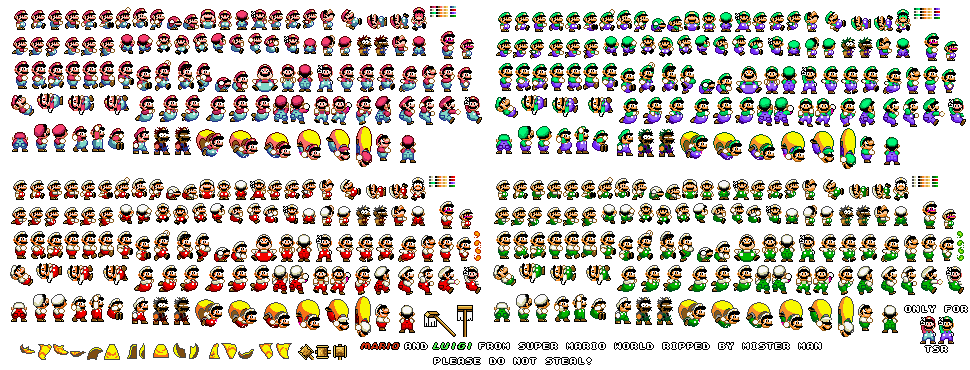 ONLY FOR
TSR
MARIO AND LUIGI FROM SUPER MARIO WORLD RIPPED BY MISTER MAN
PLEASE DO NOT STEAL!